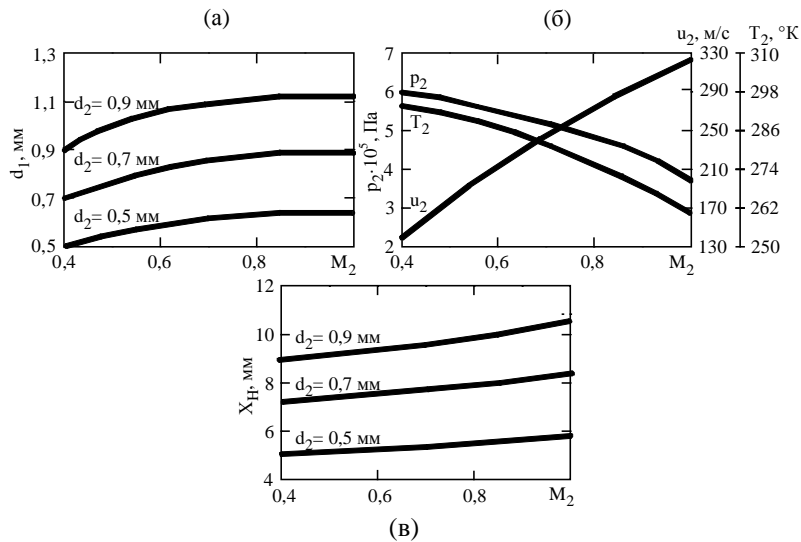 (а)
(б)
u2, м/с
T2, °К
1,3
1,1
0,9
0,7
0,5
d1, мм
d2= 0,9 мм
d2= 0,7 мм
d2= 0,5 мм
0,4
0,6
0,8
M2
7
6
5
4
3
2
p2·10^5, Па
p2
T2
u2
0,4
0,6
0,8
M2
330
290
250
210
170
130
310
298
286
274
262
250
12
10
8
6
4
XН, мм
d2= 0,9 мм
d2= 0,7 мм
d2= 0,5 мм
0,4
0,6
0,8
M2
(в)